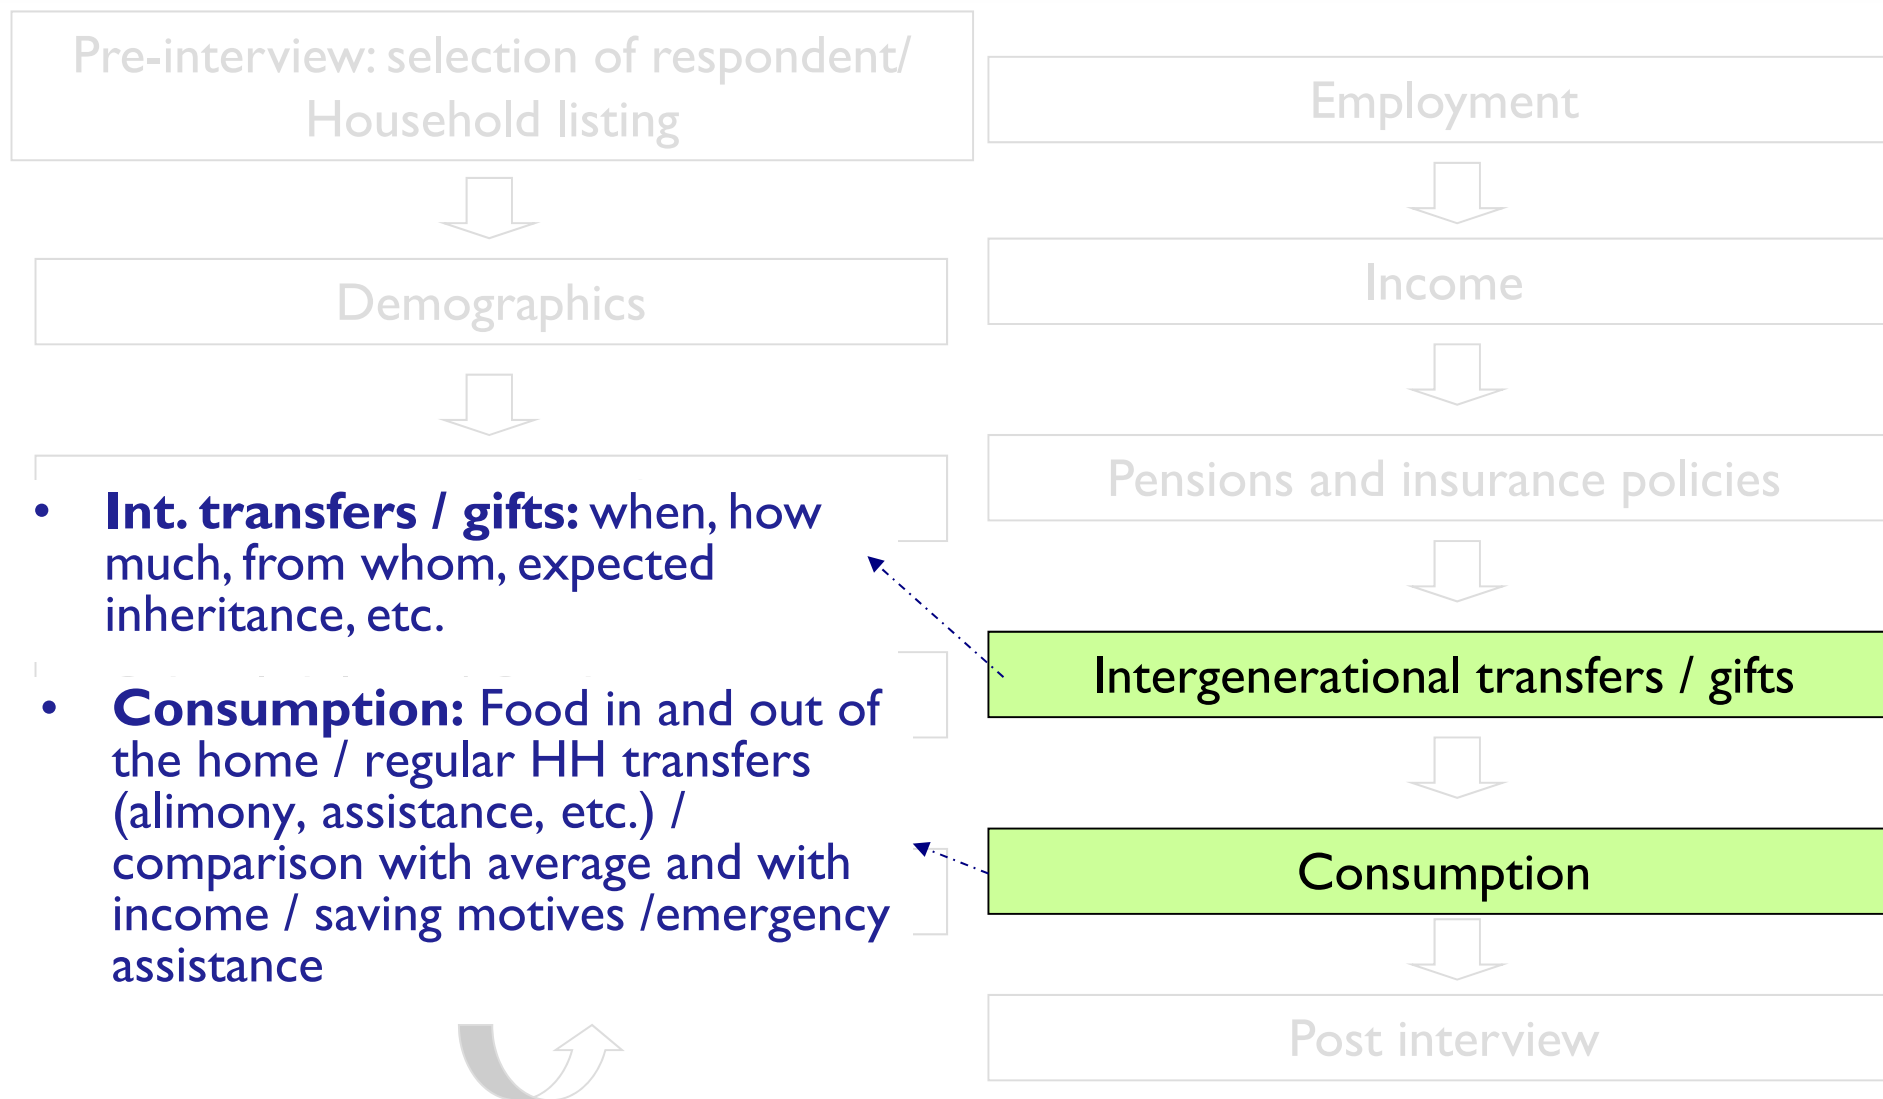 Pre-interview: selection of respondent/
Household listing
Demographics
• Int. transfers / gifts: when, how
much, from whom, expected
inheritance, etc.
• Consumption: Food in and out of
the home / regular HH transfers
(alimony, assistance, etc.) /
comparison with average and with
income / saving motives /emergency
assistance
Employment
Income
Pensions and insurance policies
Intergenerational transfers / gifts
Consumption
Post interview